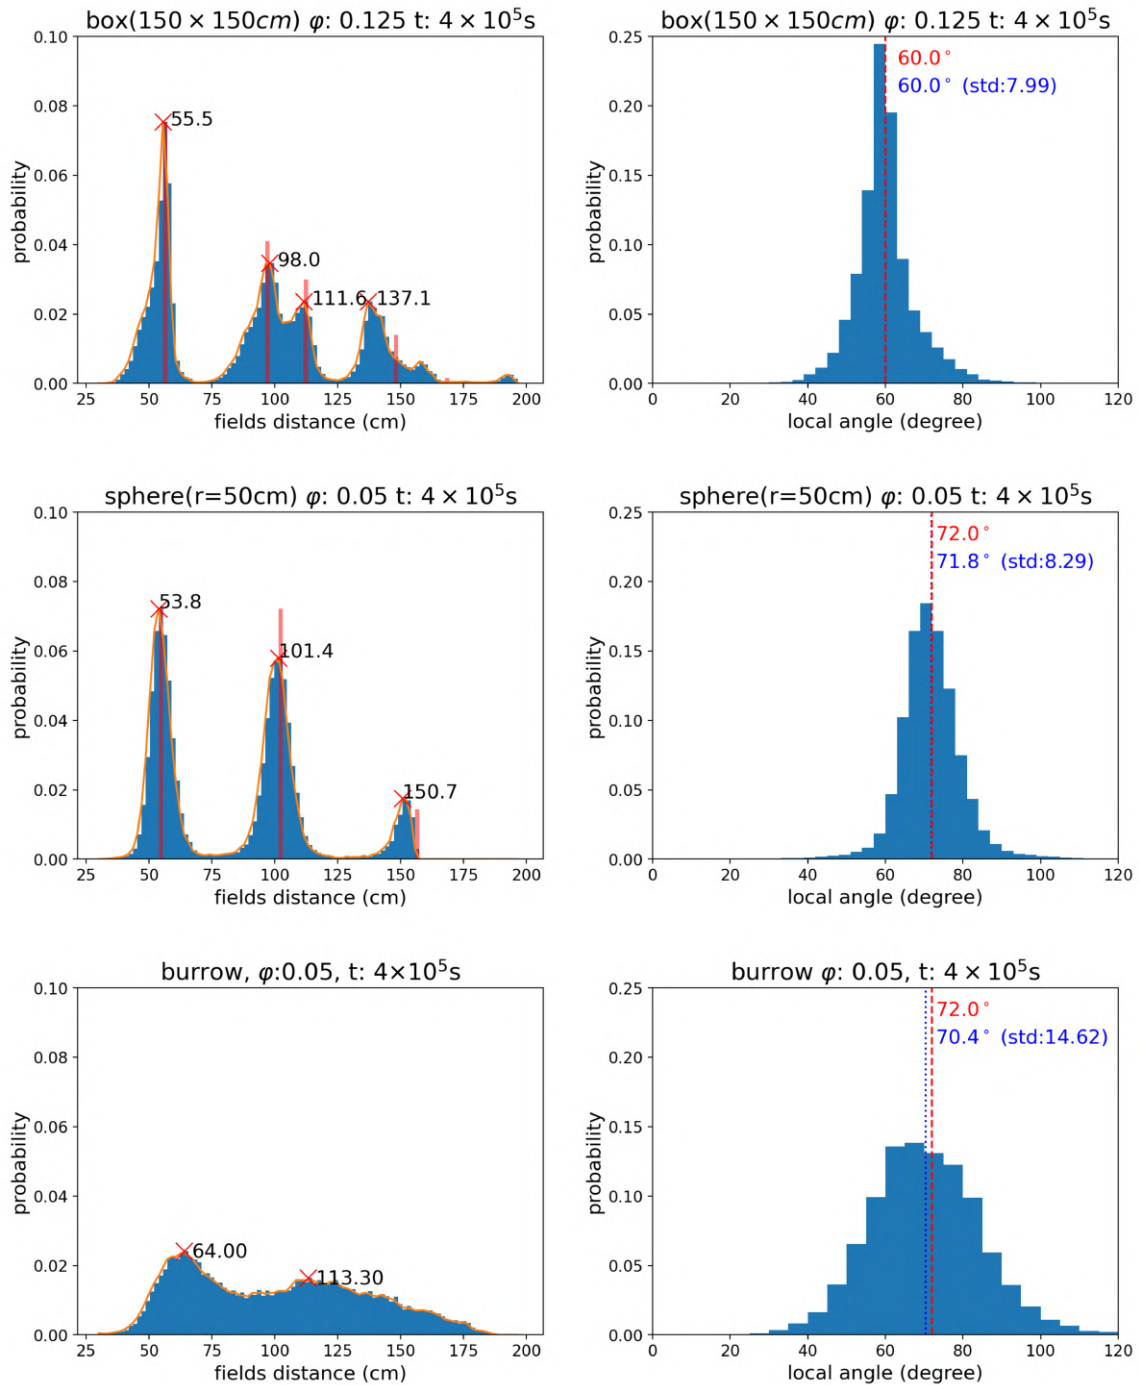 box(150 × 150cm) φ: 0.125 t: 4 × 10⁵s
0.10
0.08
0.06
0.04
0.02
0.00
probability
55.5
98.0
111.6
137.1
25 50 75 100 125 150 175 200
fields distance (cm)
box(150 × 150cm) φ: 0.125 t: 4 × 10⁵s
0.25
0.20
0.15
0.10
0.05
0.00
probability
60.0°
60.0° (std:7.99)
0 20 40 60 80 100 120
local angle (degree)
sphere(r=50cm) φ: 0.05 t: 4 × 10⁵s
0.10
0.08
0.06
0.04
0.02
0.00
probability
53.8
101.4
150.7
25 50 75 100 125 150 175 200
fields distance (cm)
sphere(r=50cm) φ: 0.05 t: 4 × 10⁵s
0.25
0.20
0.15
0.10
0.05
0.00
probability
72.0°
71.8° (std:8.29)
0 20 40 60 80 100 120
local angle (degree)
burrow, φ:0.05, t: 4×10⁵s
0.10
0.08
0.06
0.04
0.02
0.00
probability
64.00
113.30
25 50 75 100 125 150 175 200
fields distance (cm)
burrow φ: 0.05, t: 4 × 10⁵s
0.25
0.20
0.15
0.10
0.05
0.00
probability
72.0°
70.4° (std:14.62)
0 20 40 60 80 100 120
local angle (degree)